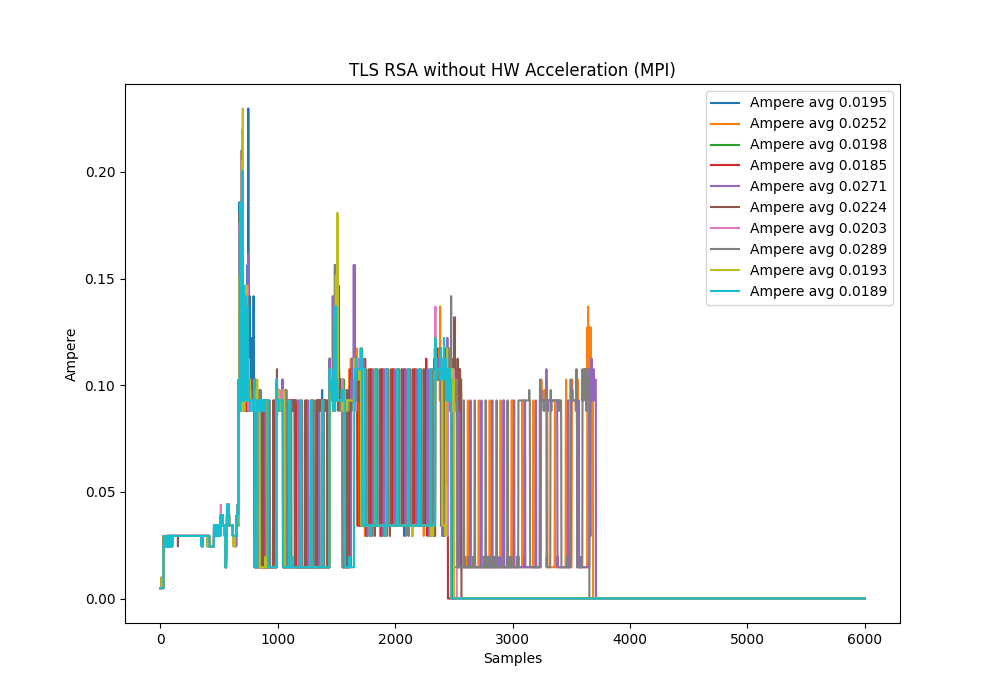 TLS RSA without HW Acceleration (MPI)
Ampere avg 0.0195
Ampere avg 0.0252
Ampere avg 0.0198
Ampere avg 0.0185
Ampere avg 0.0271
Ampere avg 0.0224
Ampere avg 0.0203
Ampere avg 0.0289
Ampere avg 0.0193
Ampere avg 0.0189
0.20
0.15
0.10
0.05
0.00
Ampere
0 1000 2000 3000 4000 5000 6000
Samples